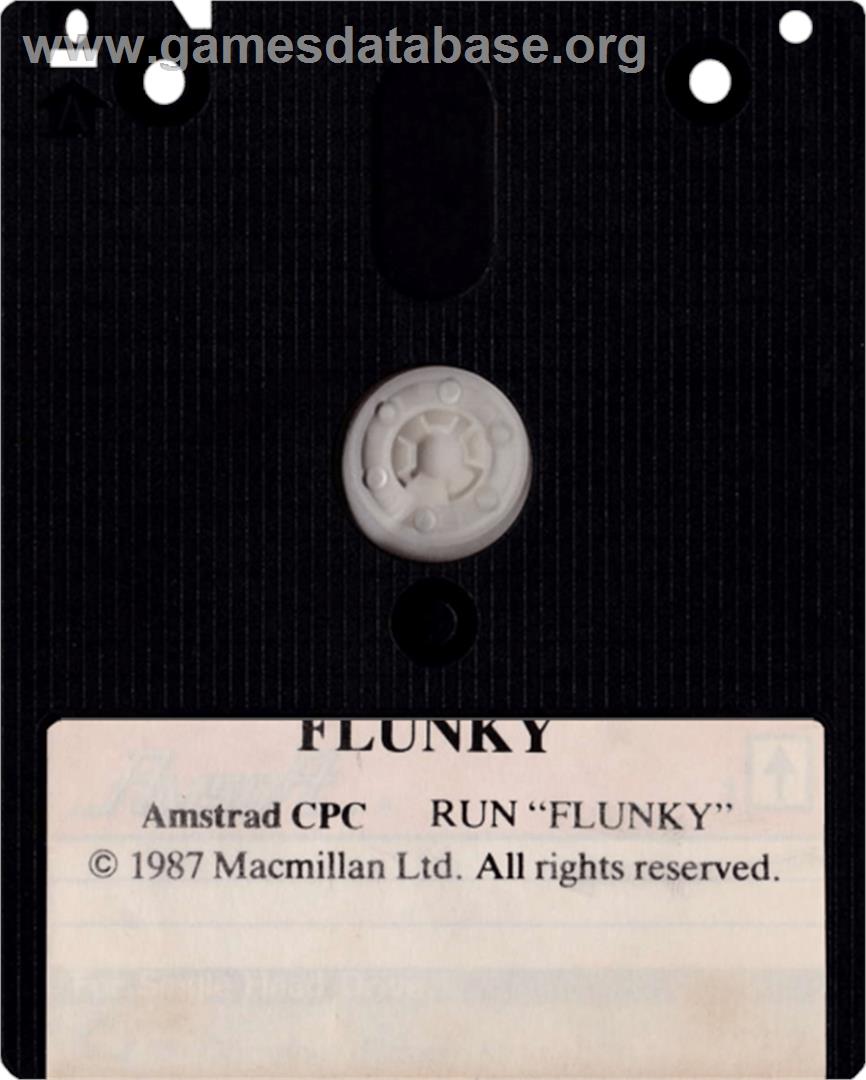 www.gamesdatabase.org
FLUNKY
Amstrad CPC RUN “FLUNKY”
© 1987 Macmillan Ltd. All rights reserved.